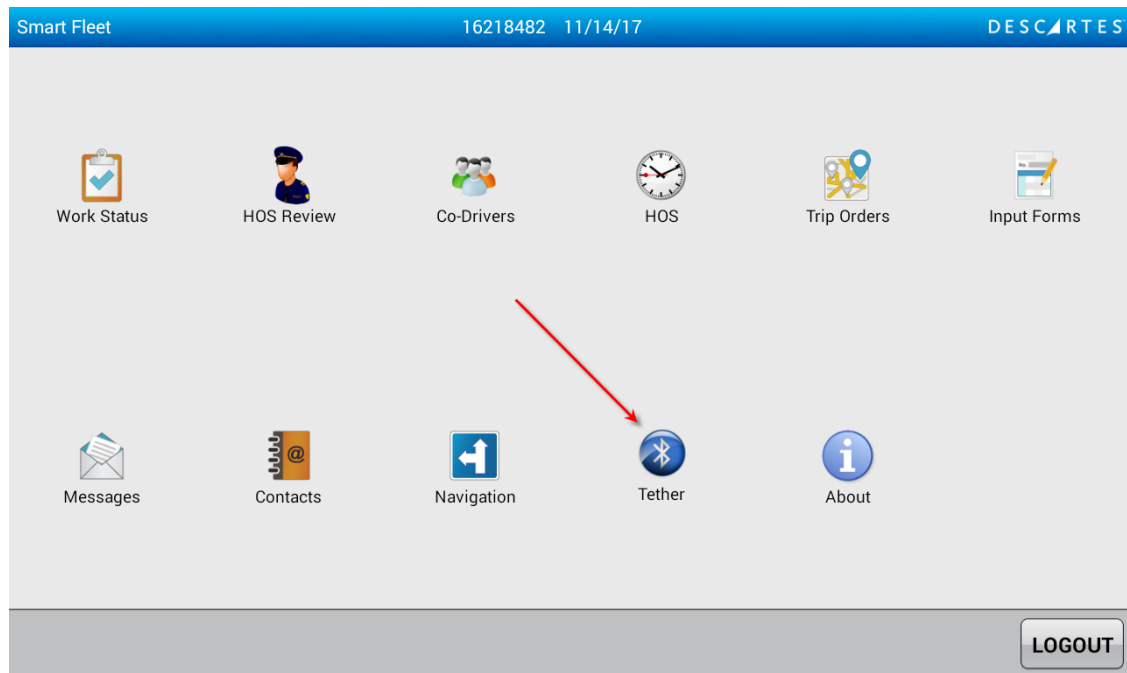 Smart Fleet 16218482 11/14/17 DESCARTES
Work Status HOS Review Co-Drivers HOS Trip Orders Input Forms
@
Messages Contacts Navigation Tether About
LOGOUT